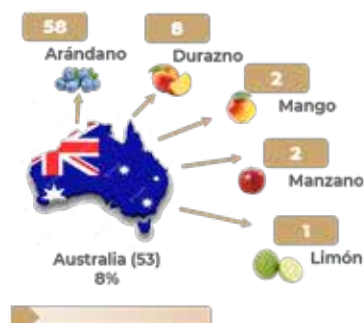 58
Arándano
8
Durazno
2
Mango
2
Manzano
1
Limón
Australia (53)
8%